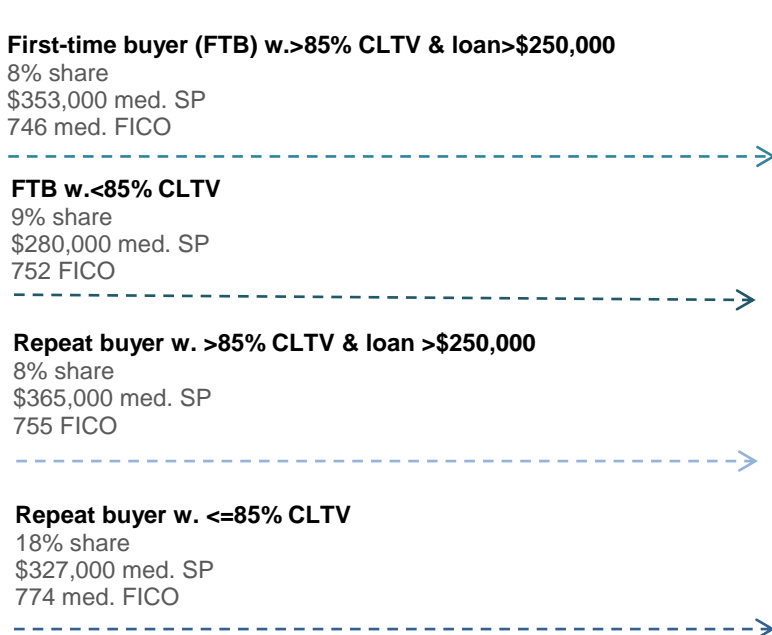 First-time buyer (FTB) w.>85% CLTV & loan>$250,000
8% share
$353,000 med. SP
746 med. FICO
FTB w.<85% CLTV
9% share
$280,000 med. SP
752 FICO
Repeat buyer w. >85% CLTV & loan >$250,000
8% share
$365,000 med. SP
755 FICO
Repeat buyer w. <=85% CLTV
18% share
$327,000 med. SP
774 med. FICO